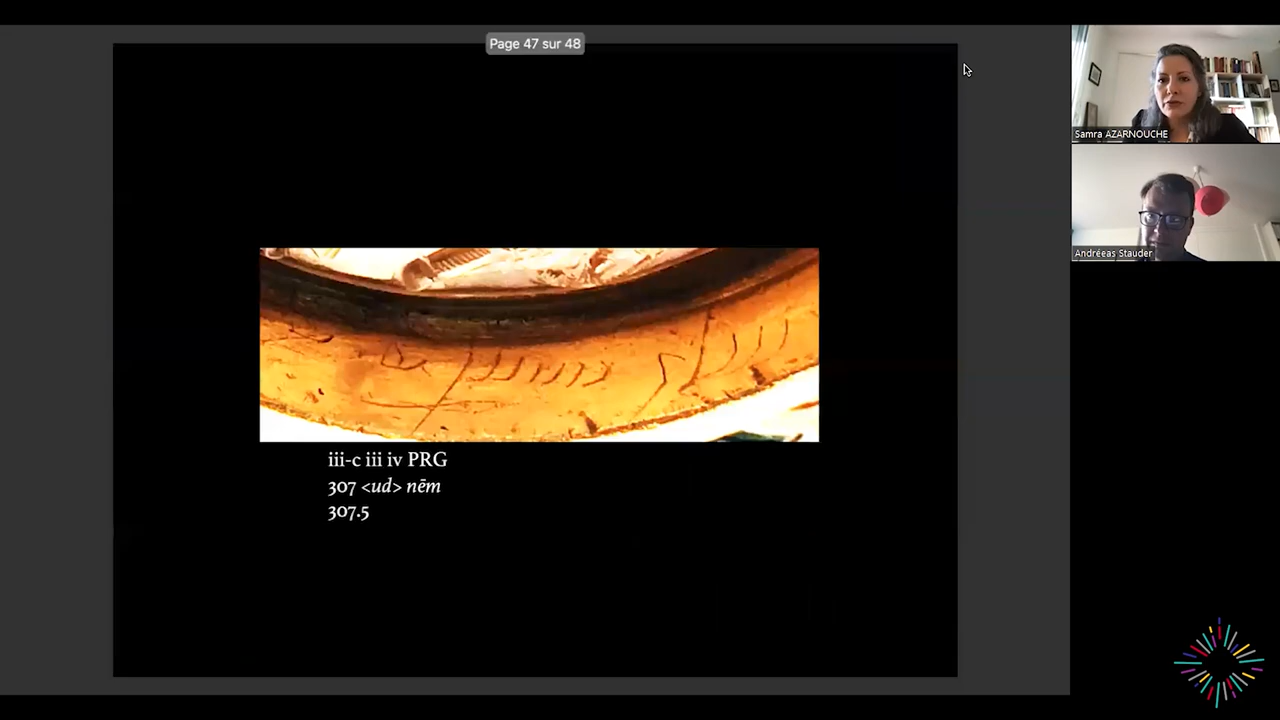 Page 47 sur 48
Samra AZARNOUCHE
Andréeas Stauder
iii-c iii iv PRG
307 <ud> nēm
307.5